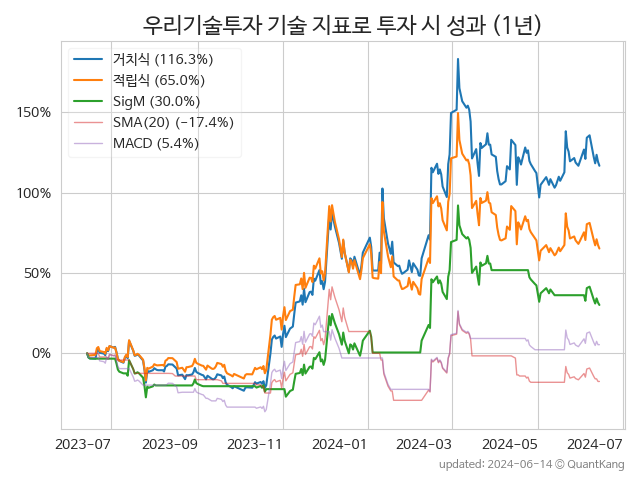 우리기술투자 기술 지표로 투자 시 성과 (1년)
거치식 (116.3%)
적립식 (65.0%)
SigM (30.0%)
SMA(20) (−17.4%)
MACD (5.4%)
150%
100%
50%
0%
2023-07 2023-09 2023-11 2024-01 2024-03 2024-05 2024-07
updated: 2024-06-14 © QuantKang